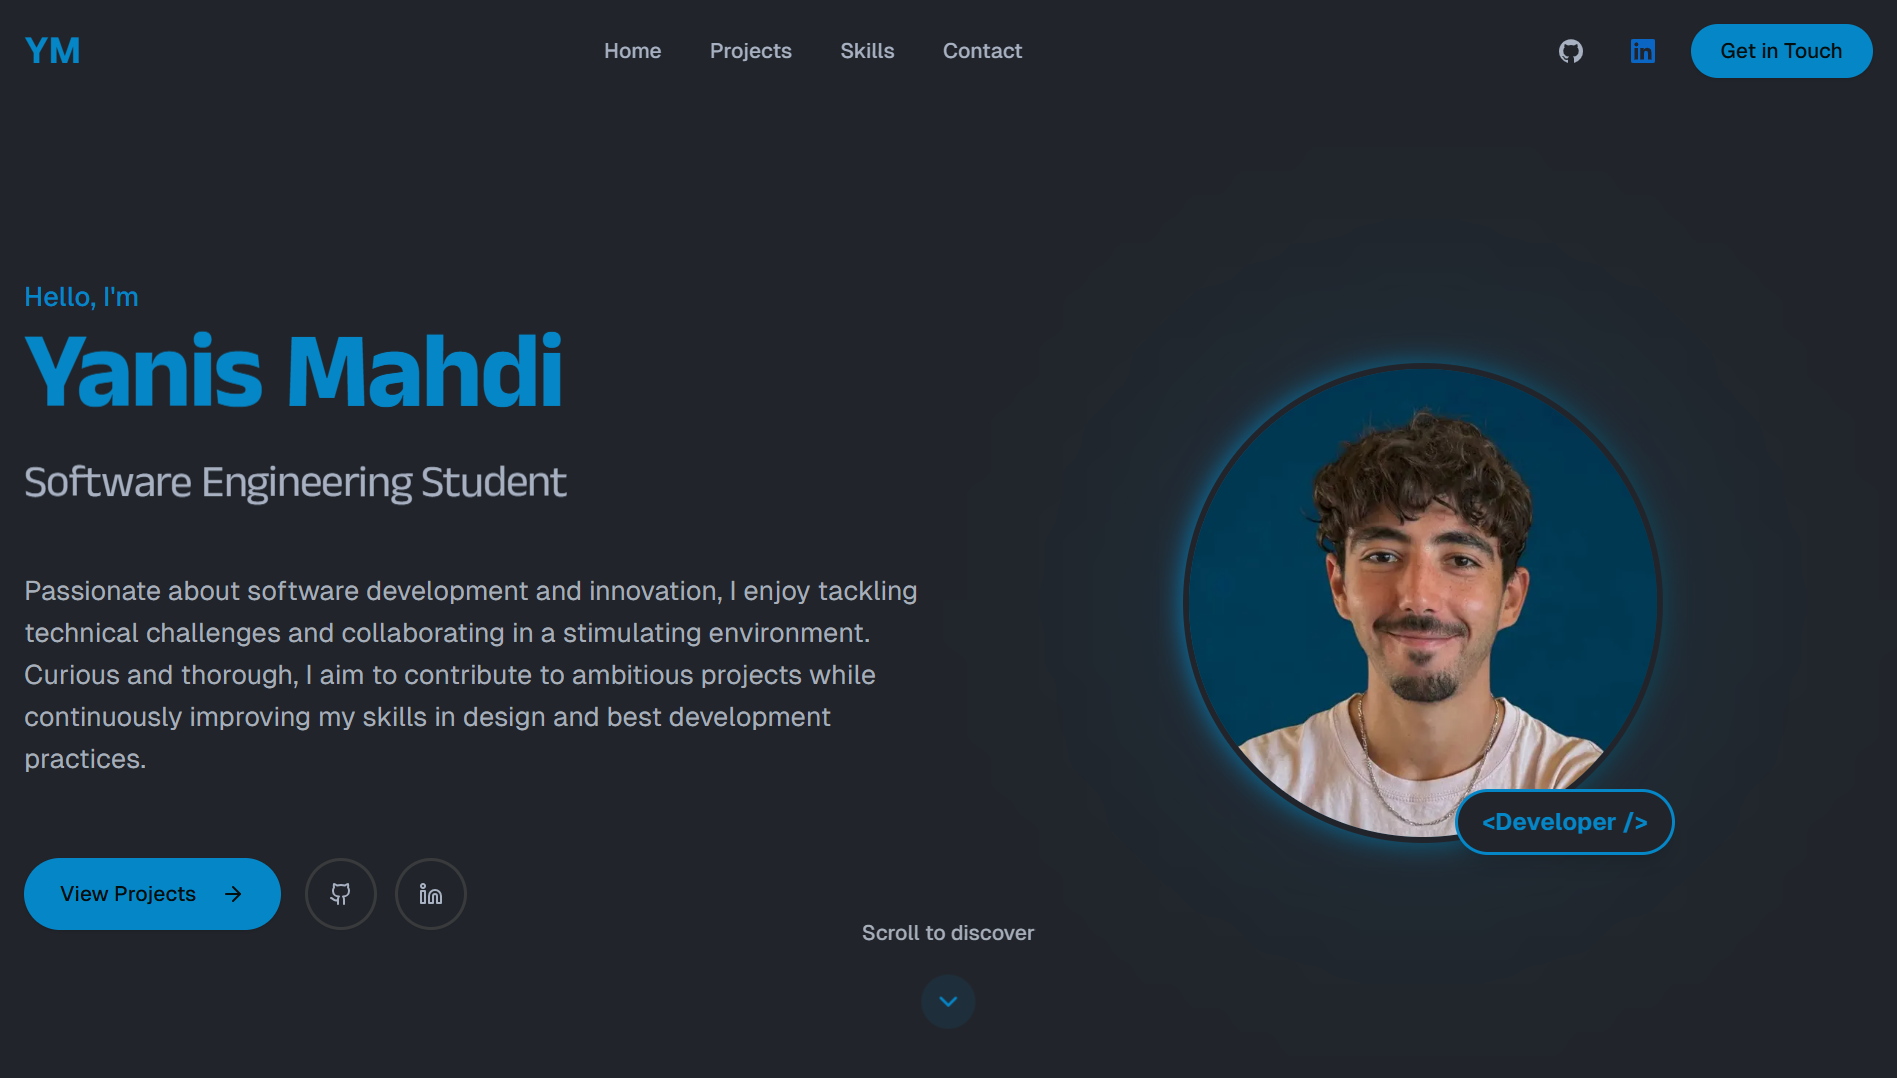 YM
Home
Projects
Skills
Contact
Get in Touch
Hello, I'm
Yanis Mahdi
Software Engineering Student
Passionate about software development and innovation, I enjoy tackling
technical challenges and collaborating in a stimulating environment.
Curious and thorough, I aim to contribute to ambitious projects while
continuously improving my skills in design and best development
practices.
<Developer />
View Projects
Scroll to discover